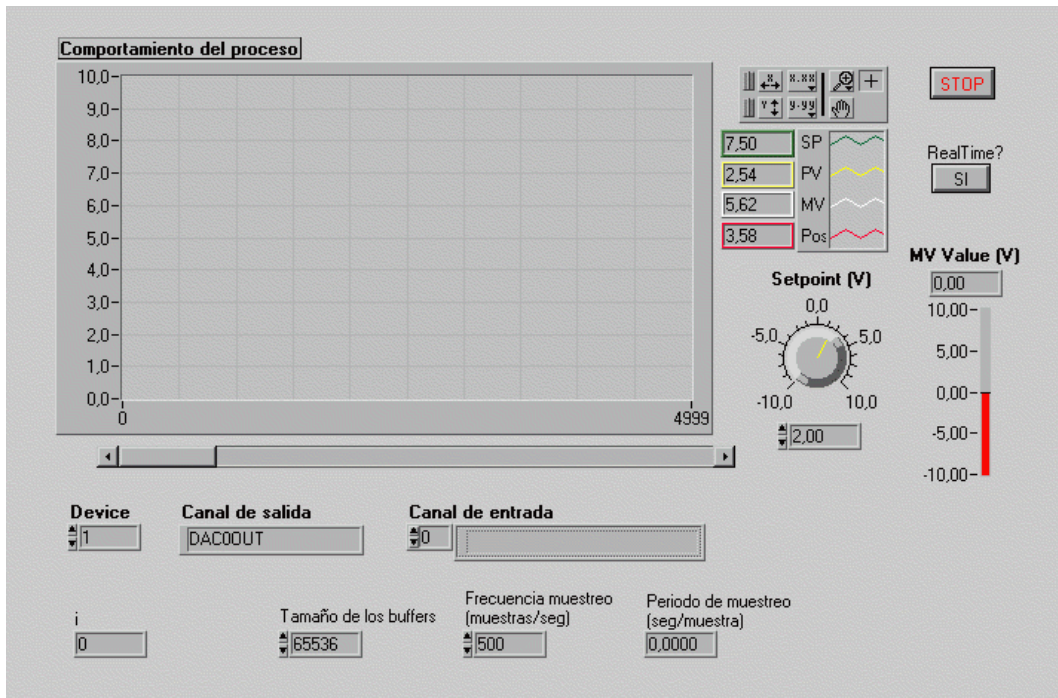 Comportamiento del proceso
10,0
9,0
8,0
7,0
6,0
5,0
4,0
3,0
2,0
1,0
0,0
0
4999
x.xx
y.yy
7,50 SP
2,54 PV
5,62 MV
3,58 Pos
STOP
RealTime?
SI
Setpoint (V)
0,0
-5,0
5,0
-10,0
10,0
2,00
MV Value (V)
0,00
10,00
5,00
0,00
-5,00
-10,00
Device
1
Canal de salida
DAC0OUT
Canal de entrada
0
i
0
Tamaño de los buffers
65536
Frecuencia muestreo
(muestras/seg)
500
Periodo de muestreo
(seg/muestra)
0,0000